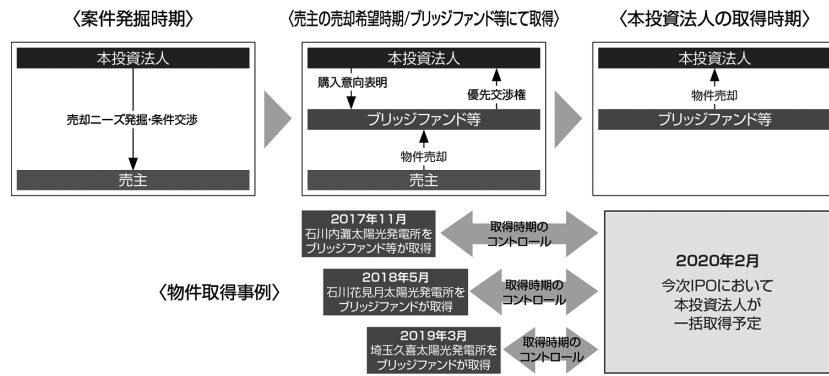 〈案件発掘時期〉
本投資法人
売却ニーズ発掘・条件交渉
売主
〈売主の売却希望時期/ブリッジファンド等にて取得〉
本投資法人
購入意向表明
優先交渉権
ブリッジファンド等
物件売却
売主
〈本投資法人の取得時期〉
本投資法人
物件売却
ブリッジファンド等
〈物件取得事例〉
2017年11月
石川内灘太陽光発電所を
ブリッジファンド等が取得
取得時期の
コントロール
2018年5月
石川花見月太陽光発電所を
ブリッジファンドが取得
取得時期の
コントロール
2019年3月
埼玉久喜太陽光発電所を
ブリッジファンドが取得
取得時期の
コントロール
2020年2月
今次IPOにおいて
本投資法人が
一括取得予定